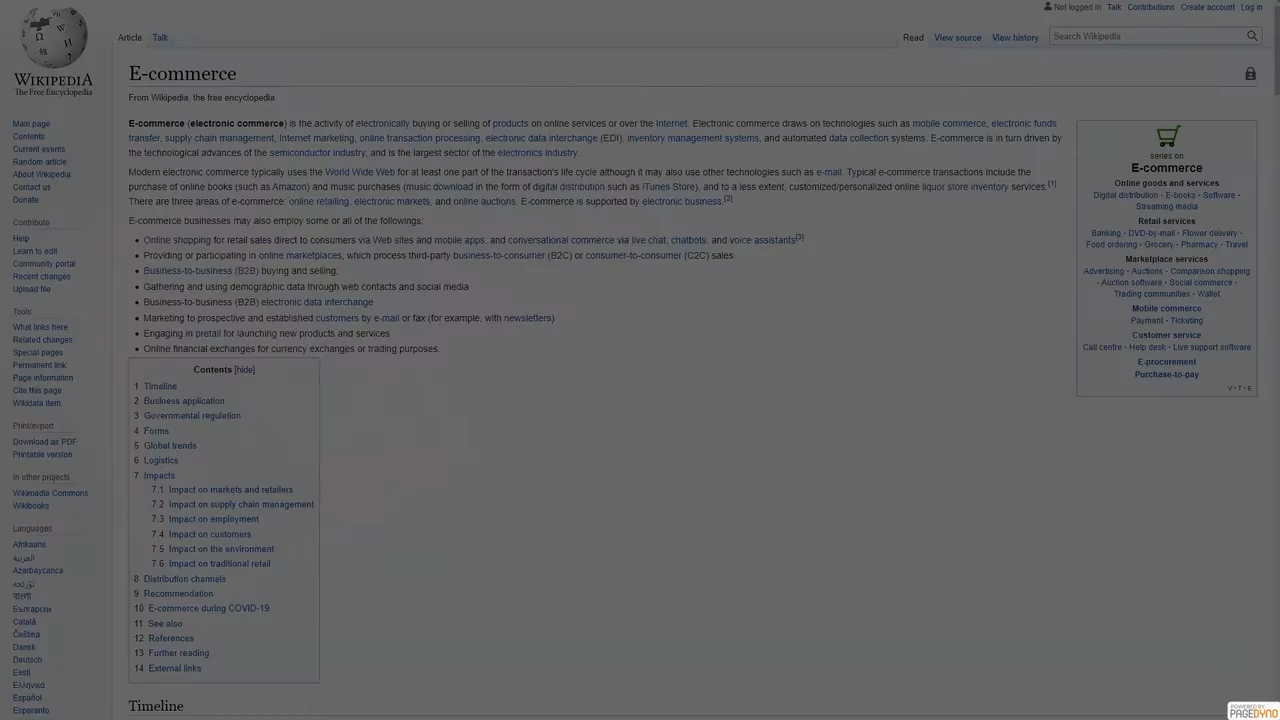 Not logged in Talk Contributions Create account Log in
Article Talk Read View source View history Search Wikipedia
WIKIPEDIA
The Free Encyclopedia
Main page
Contents
Current events
Random article
About Wikipedia
Contact us
Donate
Contribute
Help
Learn to edit
Community portal
Recent changes
Upload file
Tools
What links here
Related changes
Special pages
Permanent link
Page information
Cite this page
Wikidata item
Print/export
Download as PDF
Printable version
In other projects
Wikimedia Commons
Wikibooks
Languages
Afrikaans
العربية
Azərbaycanca
تۆرکجه
বাংলা
Български
Català
Čeština
Dansk
Deutsch
Eesti
Ελληνικά
Español
Esperanto
E-commerce
From Wikipedia, the free encyclopedia
E-commerce (electronic commerce) is the activity of electronically buying or selling of products on online services or over the Internet. Electronic commerce draws on technologies such as mobile commerce, electronic funds
transfer, supply chain management, Internet marketing, online transaction processing, electronic data interchange (EDI), inventory management systems, and automated data collection systems. E-commerce is in turn driven by
the technological advances of the semiconductor industry, and is the largest sector of the electronics industry.
Modern electronic commerce typically uses the World Wide Web for at least one part of the transaction's life cycle although it may also use other technologies such as e-mail. Typical e-commerce transactions include the
purchase of online books (such as Amazon) and music purchases (music download in the form of digital distribution such as iTunes Store), and to a less extent, customized/personalized online liquor store inventory services.[1]
There are three areas of e-commerce: online retailing, electronic markets, and online auctions. E-commerce is supported by electronic business.[2]
E-commerce businesses may also employ some or all of the followings:
• Online shopping for retail sales direct to consumers via Web sites and mobile apps, and conversational commerce via live chat, chatbots, and voice assistants[3]
• Providing or participating in online marketplaces, which process third-party business-to-consumer (B2C) or consumer-to-consumer (C2C) sales
• Business-to-business (B2B) buying and selling;
• Gathering and using demographic data through web contacts and social media
• Business-to-business (B2B) electronic data interchange
• Marketing to prospective and established customers by e-mail or fax (for example, with newsletters)
• Engaging in pretail for launching new products and services
• Online financial exchanges for currency exchanges or trading purposes.
Contents [hide]
1 Timeline
2 Business application
3 Governmental regulation
4 Forms
5 Global trends
6 Logistics
7 Impacts
7.1 Impact on markets and retailers
7.2 Impact on supply chain management
7.3 Impact on employment
7.4 Impact on customers
7.5 Impact on the environment
7.6 Impact on traditional retail
8 Distribution channels
9 Recommendation
10 E-commerce during COVID-19
11 See also
12 References
13 Further reading
14 External links
Timeline
series on
E-commerce
Online goods and services
Digital distribution · E-books · Software ·
Streaming media
Retail services
Banking · DVD-by-mail · Flower delivery ·
Food ordering · Grocery · Pharmacy · Travel
Marketplace services
Advertising · Auctions · Comparison shopping
· Auction software · Social commerce ·
Trading communities · Wallet
Mobile commerce
Payment · Ticketing
Customer service
Call centre · Help desk · Live support software
E-procurement
Purchase-to-pay
V · T · E
POWERED BY
PAGEDYNO